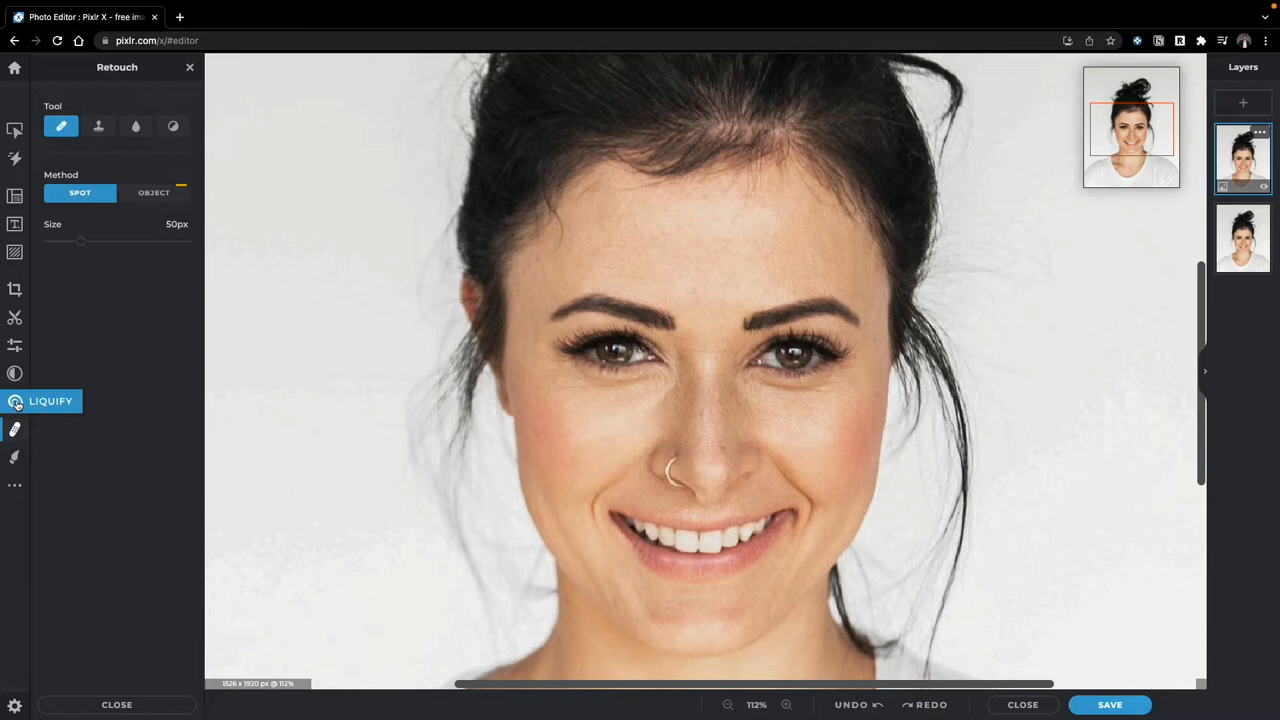 Photo Editor : Pixlr X - free ima
pixlr.com/x/#editor
Retouch
Layers
Tool
Method
SPOT
OBJECT
Size
50px
LIQUIFY
1526 x 1920 px @ 112%
CLOSE
112%
UNDO
REDO
CLOSE
SAVE